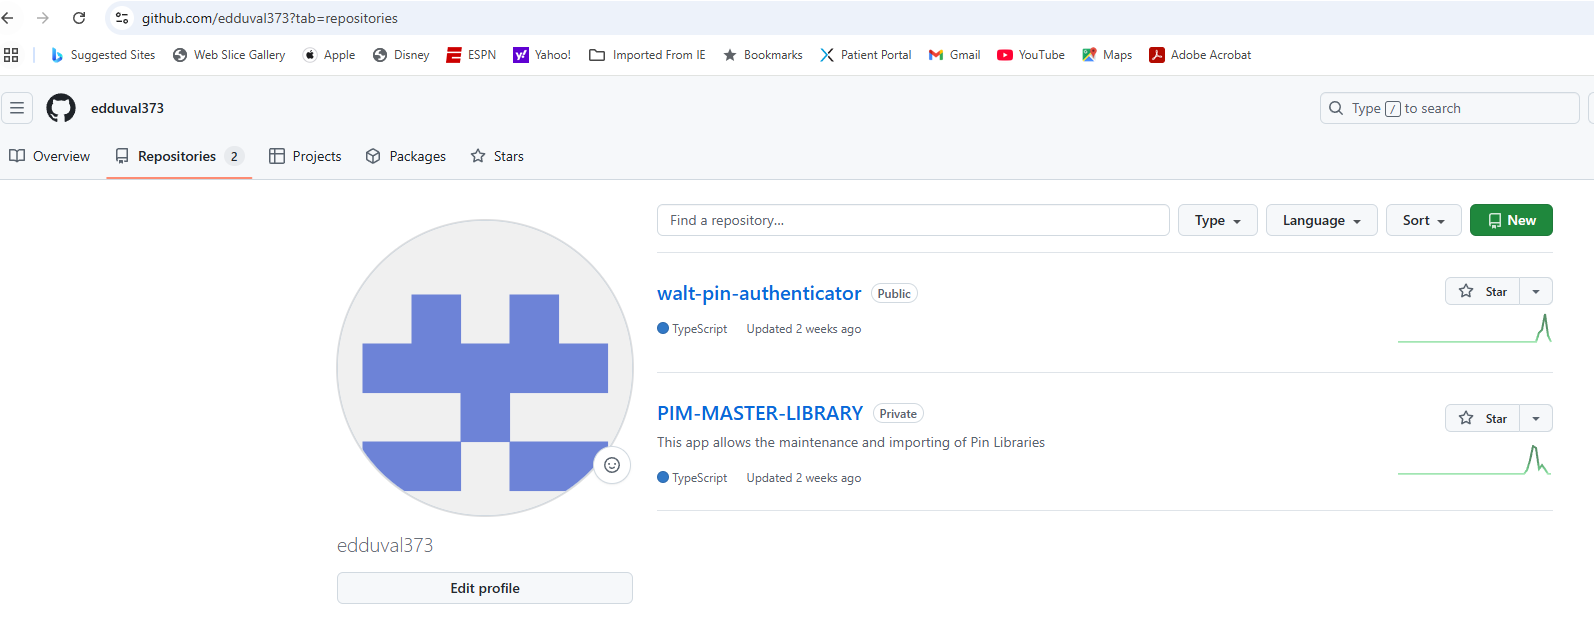 github.com/edduval373?tab=repositories
Suggested Sites Web Slice Gallery Apple Disney ESPN Yahoo! Imported From IE Bookmarks Patient Portal Gmail YouTube Maps Adobe Acrobat
edduval373 Type / to search
Overview Repositories 2 Projects Packages Stars
Find a repository... Type Language Sort New
walt-pin-authenticator Public Star
TypeScript Updated 2 weeks ago
PIM-MASTER-LIBRARY Private Star
This app allows the maintenance and importing of Pin Libraries
TypeScript Updated 2 weeks ago
edduval373
Edit profile